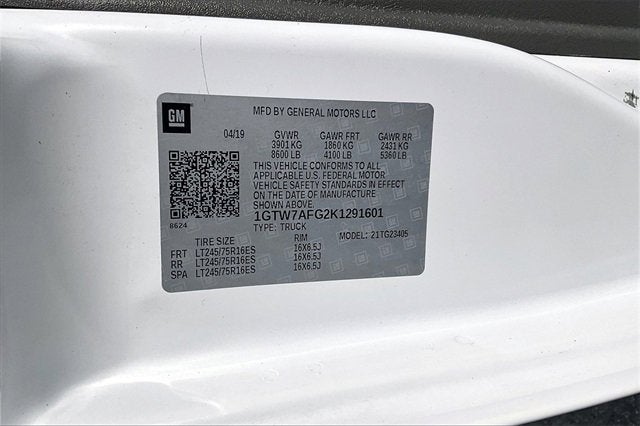 GM
MFD BY GENERAL MOTORS LLC
04/19 GVWR GAWR FRT GAWR RR
3901 KG 1860 KG 2431 KG
8600 LB 4100 LB 5360 LB
THIS VEHICLE CONFORMS TO ALL
APPLICABLE U.S. FEDERAL MOTOR
VEHICLE SAFETY STANDARDS IN EFFECT
ON THE DATE OF MANUFACTURE
SHOWN ABOVE.
1GTW7AFG2K1291601
8624
TYPE: TRUCK MODEL: 21TG23405
TIRE SIZE RIM
FRT LT245/75R16ES 16X6.5J
RR LT245/75R16ES 16X6.5J
SPA LT245/75R16ES 16X6.5J